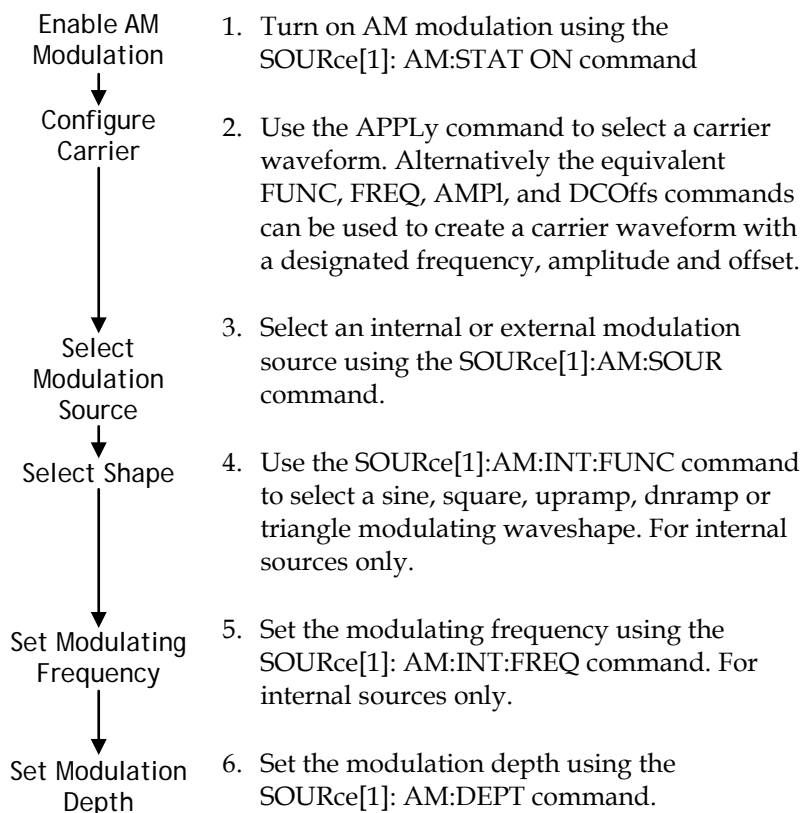 Enable AM
Modulation
1. Turn on AM modulation using the
SOURce[1]: AM:STAT ON command
Configure
Carrier
2. Use the APPLy command to select a carrier
waveform. Alternatively the equivalent
FUNC, FREQ, AMPl, and DCOffs commands
can be used to create a carrier waveform with
a designated frequency, amplitude and offset.
Select
Modulation
Source
3. Select an internal or external modulation
source using the SOURce[1]:AM:SOUR
command.
Select Shape
4. Use the SOURce[1]:AM:INT:FUNC command
to select a sine, square, upramp, dnramp or
triangle modulating waveshape. For internal
sources only.
Set Modulating
Frequency
5. Set the modulating frequency using the
SOURce[1]: AM:INT:FREQ command. For
internal sources only.
Set Modulation
Depth
6. Set the modulation depth using the
SOURce[1]: AM:DEPT command.